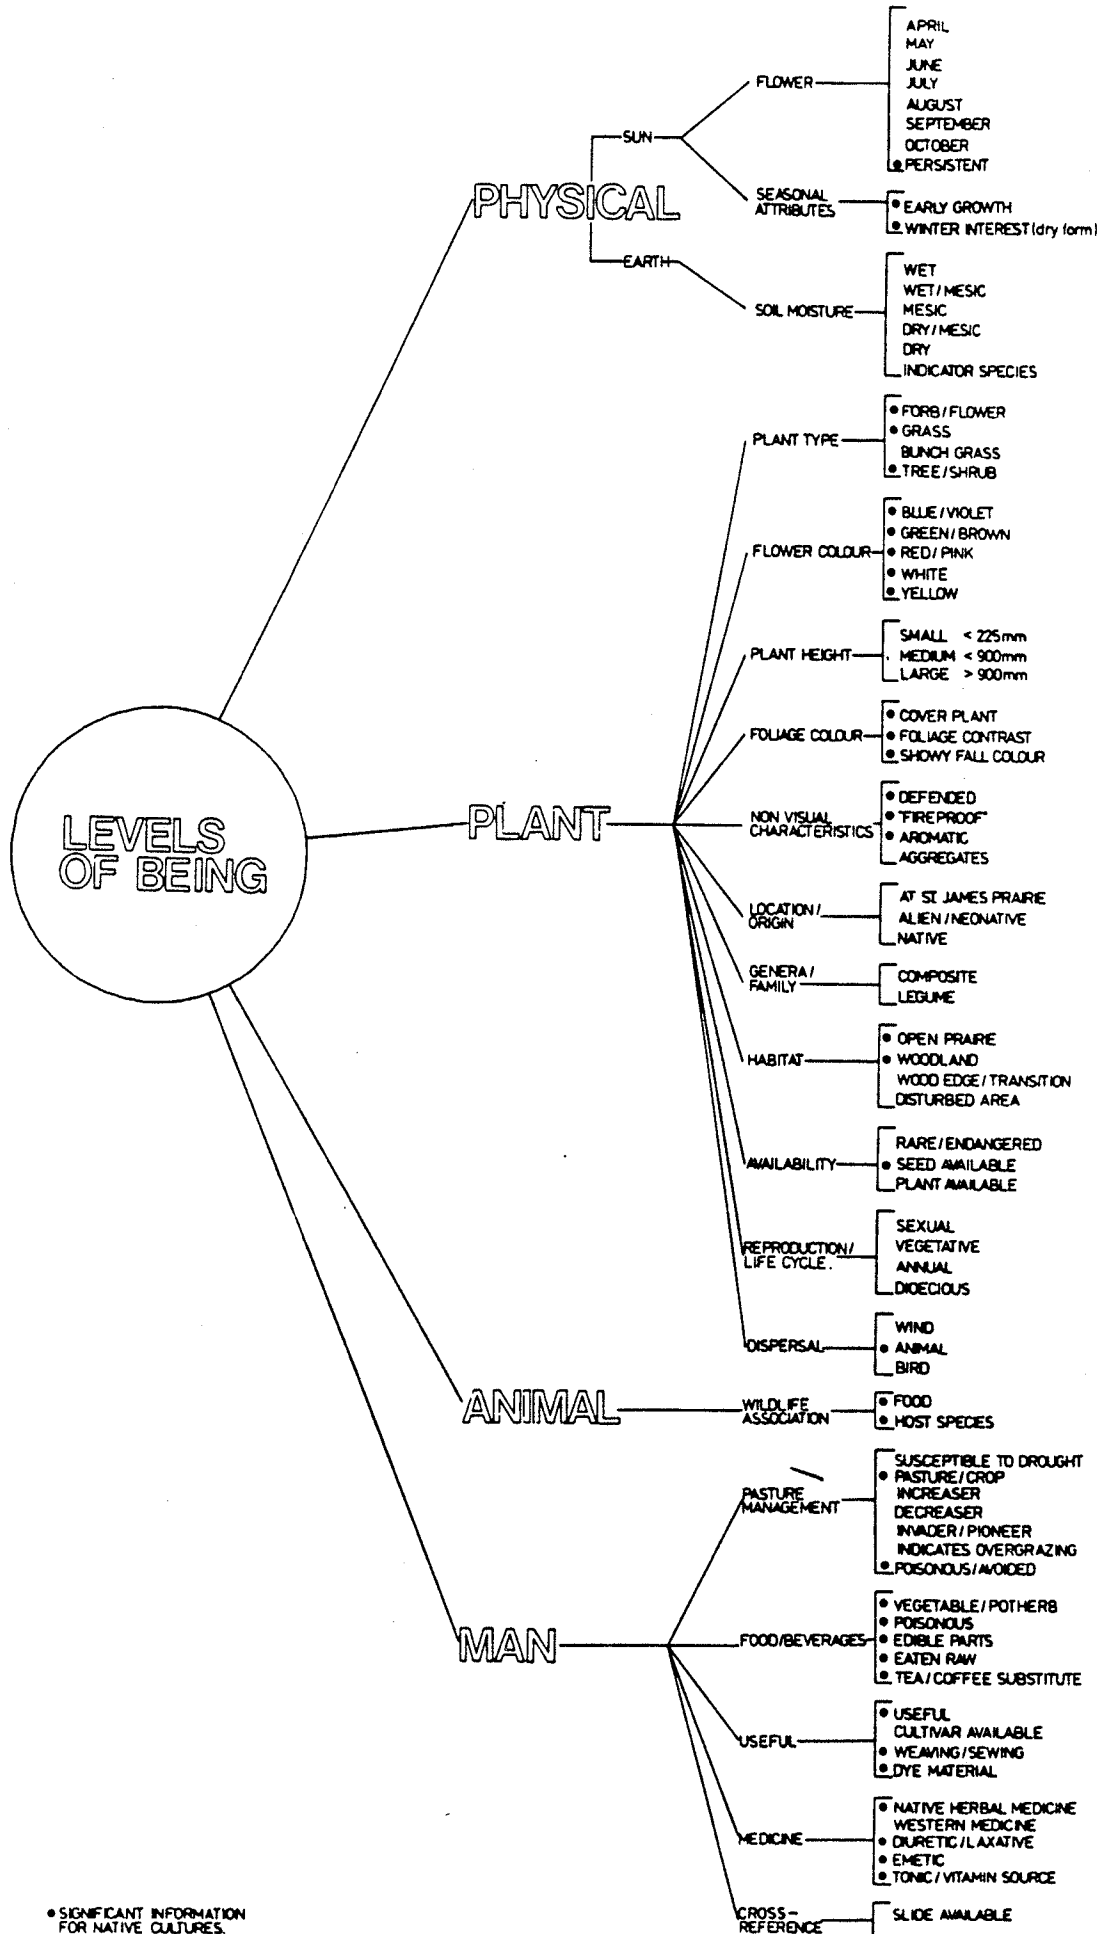 LEVELS
OF BEING
PHYSICAL
SUN
FLOWER
APRIL
MAY
JUNE
JULY
AUGUST
SEPTEMBER
OCTOBER
• PERSISTENT
SEASONAL
ATTRIBUTES
• EARLY GROWTH
• WINTER INTEREST (dry form)
EARTH
SOIL MOISTURE
WET
WET/MESIC
MESIC
DRY/MESIC
DRY
INDICATOR SPECIES
PLANT
PLANT TYPE
• FORB/FLOWER
• GRASS
BUNCH GRASS
• TREE/SHRUB
FLOWER COLOUR
• BLUE/VIOLET
• GREEN/BROWN
• RED/PINK
• WHITE
• YELLOW
PLANT HEIGHT
SMALL < 225mm
MEDIUM < 900mm
LARGE > 900mm
FOLIAGE COLOUR
• COVER PLANT
• FOLIAGE CONTRAST
• SHOWY FALL COLOUR
NON VISUAL
CHARACTERISTICS
• DEFENDED
• "FIREPROOF"
• AROMATIC
AGGREGATES
LOCATION/
ORIGIN
AT ST. JAMES PRAIRIE
ALIEN/NEONATIVE
NATIVE
GENERA/
FAMILY
COMPOSITE
LEGUME
HABITAT
• OPEN PRAIRIE
• WOODLAND
WOOD EDGE/TRANSITION
DISTURBED AREA
AVAILABILITY
RARE/ENDANGERED
• SEED AVAILABLE
PLANT AVAILABLE
REPRODUCTION/
LIFE CYCLE.
SEXUAL
VEGETATIVE
ANNUAL
DIOECIOUS
DISPERSAL
WIND
• ANIMAL
BIRD
ANIMAL
WILDLIFE
ASSOCIATION
• FOOD
• HOST SPECIES
MAN
PASTURE
MANAGEMENT
SUSCEPTIBLE TO DROUGHT
• PASTURE/CROP
INCREASER
DECREASER
INVADER/PIONEER
INDICATES OVERGRAZING
• POISONOUS/AVOIDED
FOOD/BEVERAGES
• VEGETABLE/POTHERB
• POISONOUS
• EDIBLE PARTS
• EATEN RAW
• TEA/COFFEE SUBSTITUTE
USEFUL
• USEFUL
CULTIVAR AVAILABLE
• WEAVING/SEWING
• DYE MATERIAL
MEDICINE
• NATIVE HERBAL MEDICINE
WESTERN MEDICINE
• DIURETIC/LAXATIVE
• EMETIC
• TONIC/VITAMIN SOURCE
CROSS-
REFERENCE
SLIDE AVAILABLE
• SIGNIFICANT INFORMATION
FOR NATIVE CULTURES.